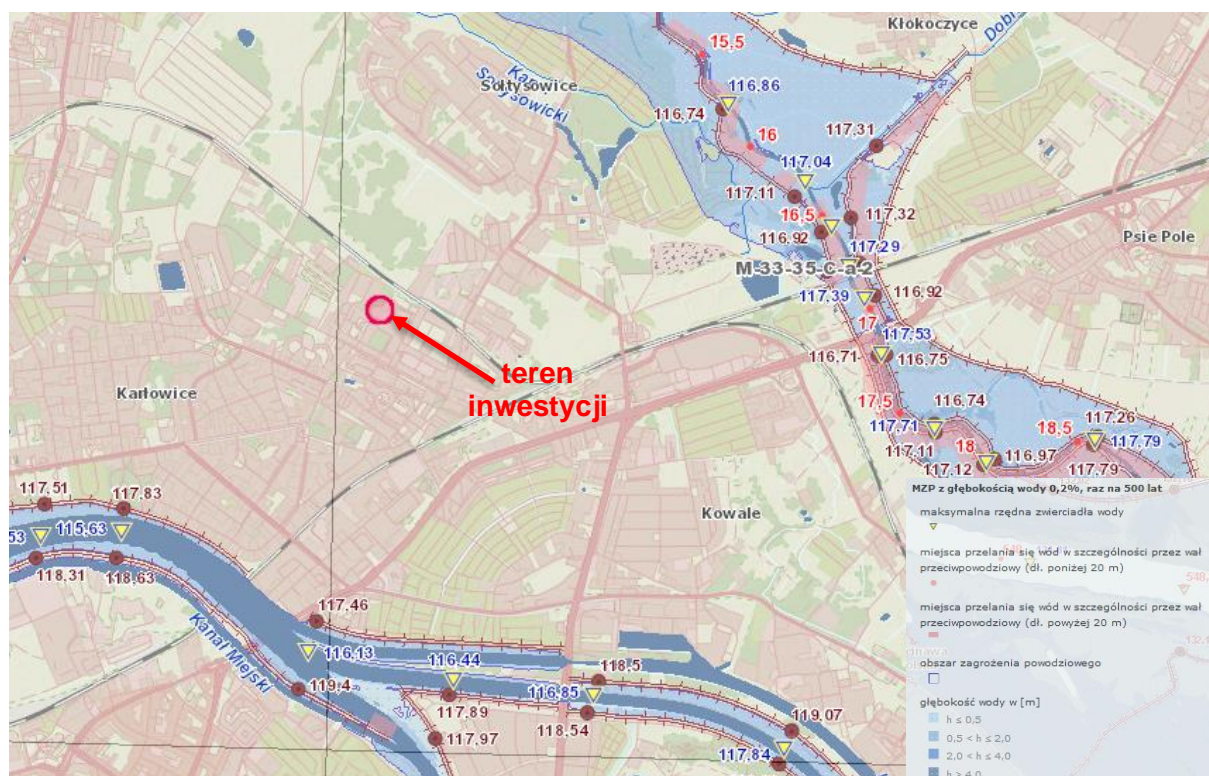 Kłokoczyce
15,5
Dobr
Sołtysowice
Kan. Sołtysowicki
116,86
116,74
16
117,31
117,04
117,11
16,5
117,32
116,92
Psie Pole
117,29
M-33-35-C-a-2
117,39
116,92
17
117,53
116,71
116,75
teren
inwestycji
Karłowice
17,5
116,74
117,26
117,71
18,5
117,79
117,11
18
116,97
117,12
117,79
117,51
117,83
53
115,63
118,31
118,63
Kowale
117,46
Kanał Miejski
116,13
116,44
118,5
119,4
116,85
117,89
118,54
119,07
117,97
117,84
MZP z głębokością wody 0,2%, raz na 500 lat
maksymalna rzędna zwierciadła wody
miejsca przelania się wód w szczególności przez wał
przeciwpowodziowy (dł. poniżej 20 m)
miejsca przelania się wód w szczególności przez wał
przeciwpowodziowy (dł. powyżej 20 m)
obszar zagrożenia powodziowego
głębokość wody w [m]
h ≤ 0,5
0,5 < h ≤ 2,0
2,0 < h ≤ 4,0
h > 4,0